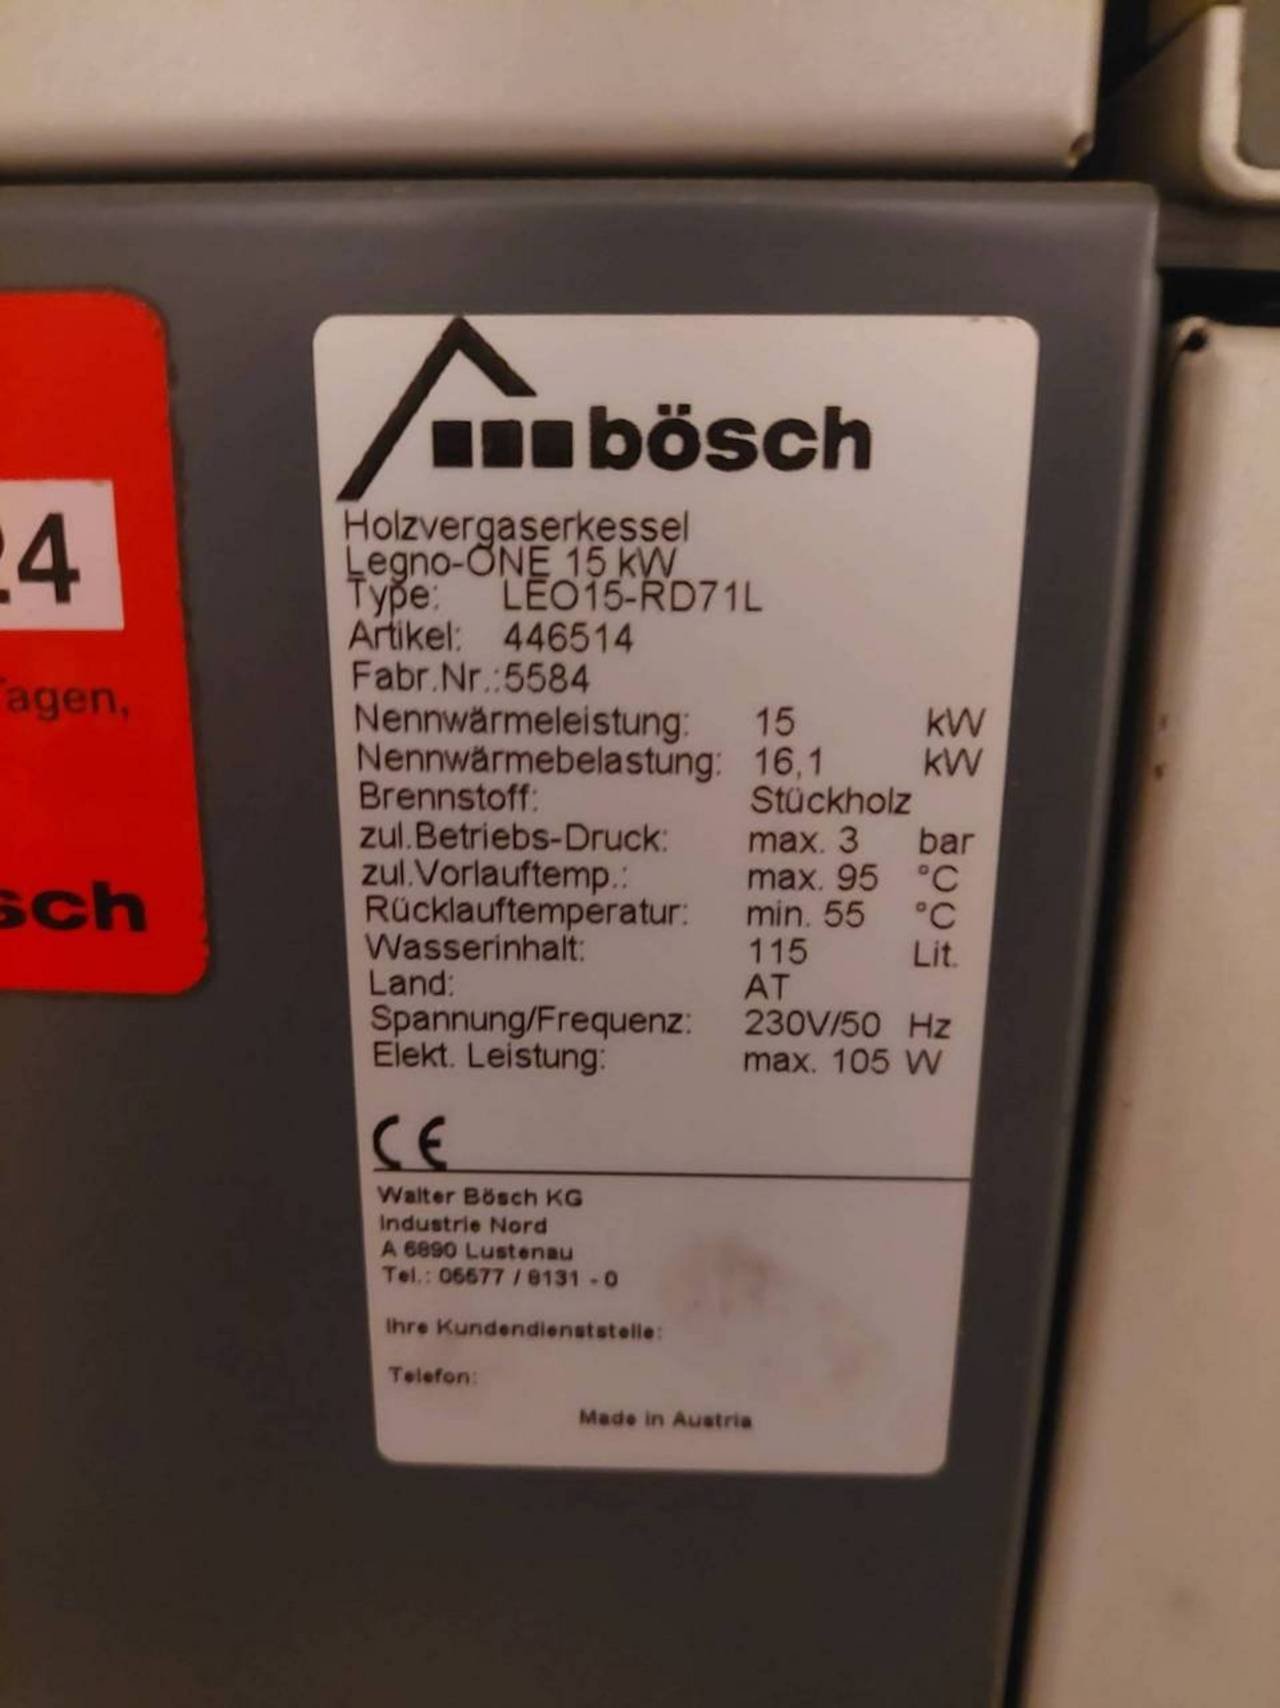 bösch
Holzvergaserkessel
Legno-ONE 15 kW
Type: LEO15-RD71L
Artikel: 446514
Fabr.Nr.:5584
Nennwärmeleistung: 15 kW
Nennwärmebelastung: 16,1 kW
Brennstoff: Stückholz
zul.Betriebs-Druck: max. 3 bar
zul.Vorlauftemp.: max. 95 °C
Rücklauftemperatur: min. 55 °C
Wasserinhalt: 115 Lit.
Land: AT
Spannung/Frequenz: 230V/50 Hz
Elekt. Leistung: max. 105 W
CE
Walter Bösch KG
Industrie Nord
A 6890 Lustenau
Tel.: 05577 / 8131 - 0
Ihre Kundendienststelle:
Telefon:
Made in Austria
24
Tagen,
sch